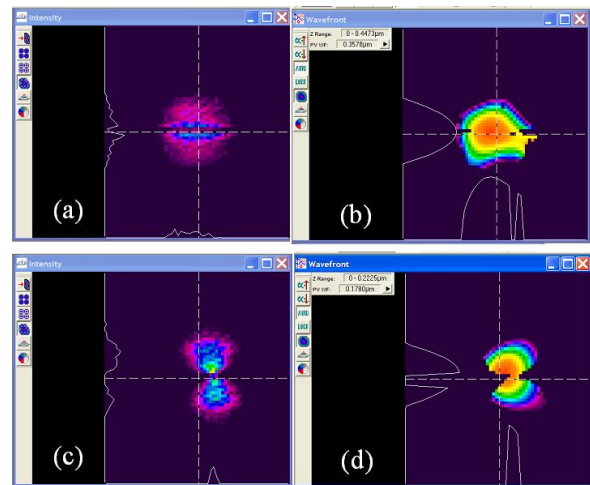 Intensity
(a)
Wavefront
Z Range: 0 - 0.4473μm
PV WF: 0.3578μm
AUTO
LOCK
(b)
Intensity
(c)
Wavefront
Z Range: 0 - 0.2225μm
PV WF: 0.1780μm
AUTO
LOCK
(d)